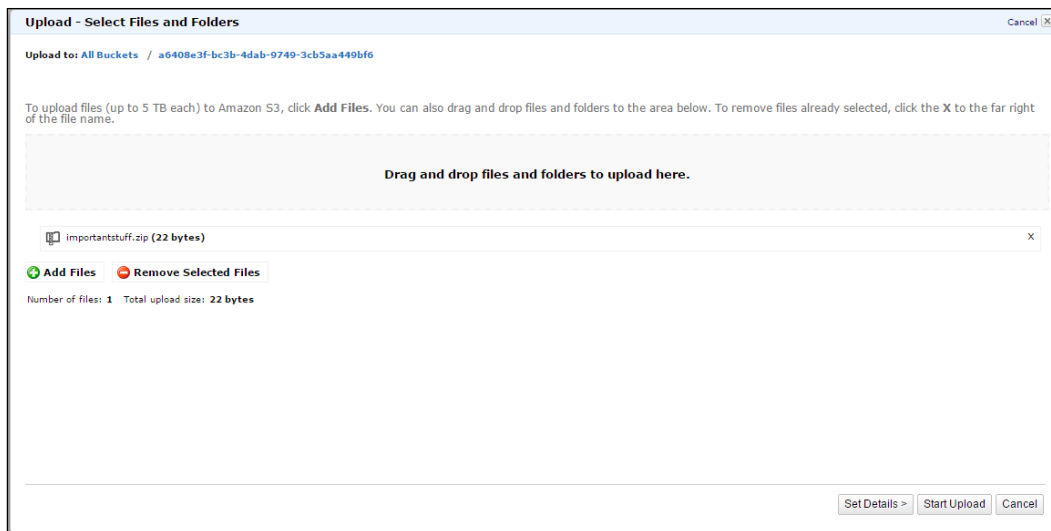 Upload - Select Files and Folders
Cancel X
Upload to: All Buckets / a6408e3f-bc3b-4dab-9749-3cb5aa449bf6
To upload files (up to 5 TB each) to Amazon S3, click Add Files. You can also drag and drop files and folders to the area below. To remove files already selected, click the X to the far right
of the file name.
Drag and drop files and folders to upload here.
importantstuff.zip (22 bytes)
X
Add Files
Remove Selected Files
Number of files: 1 Total upload size: 22 bytes
Set Details >
Start Upload
Cancel